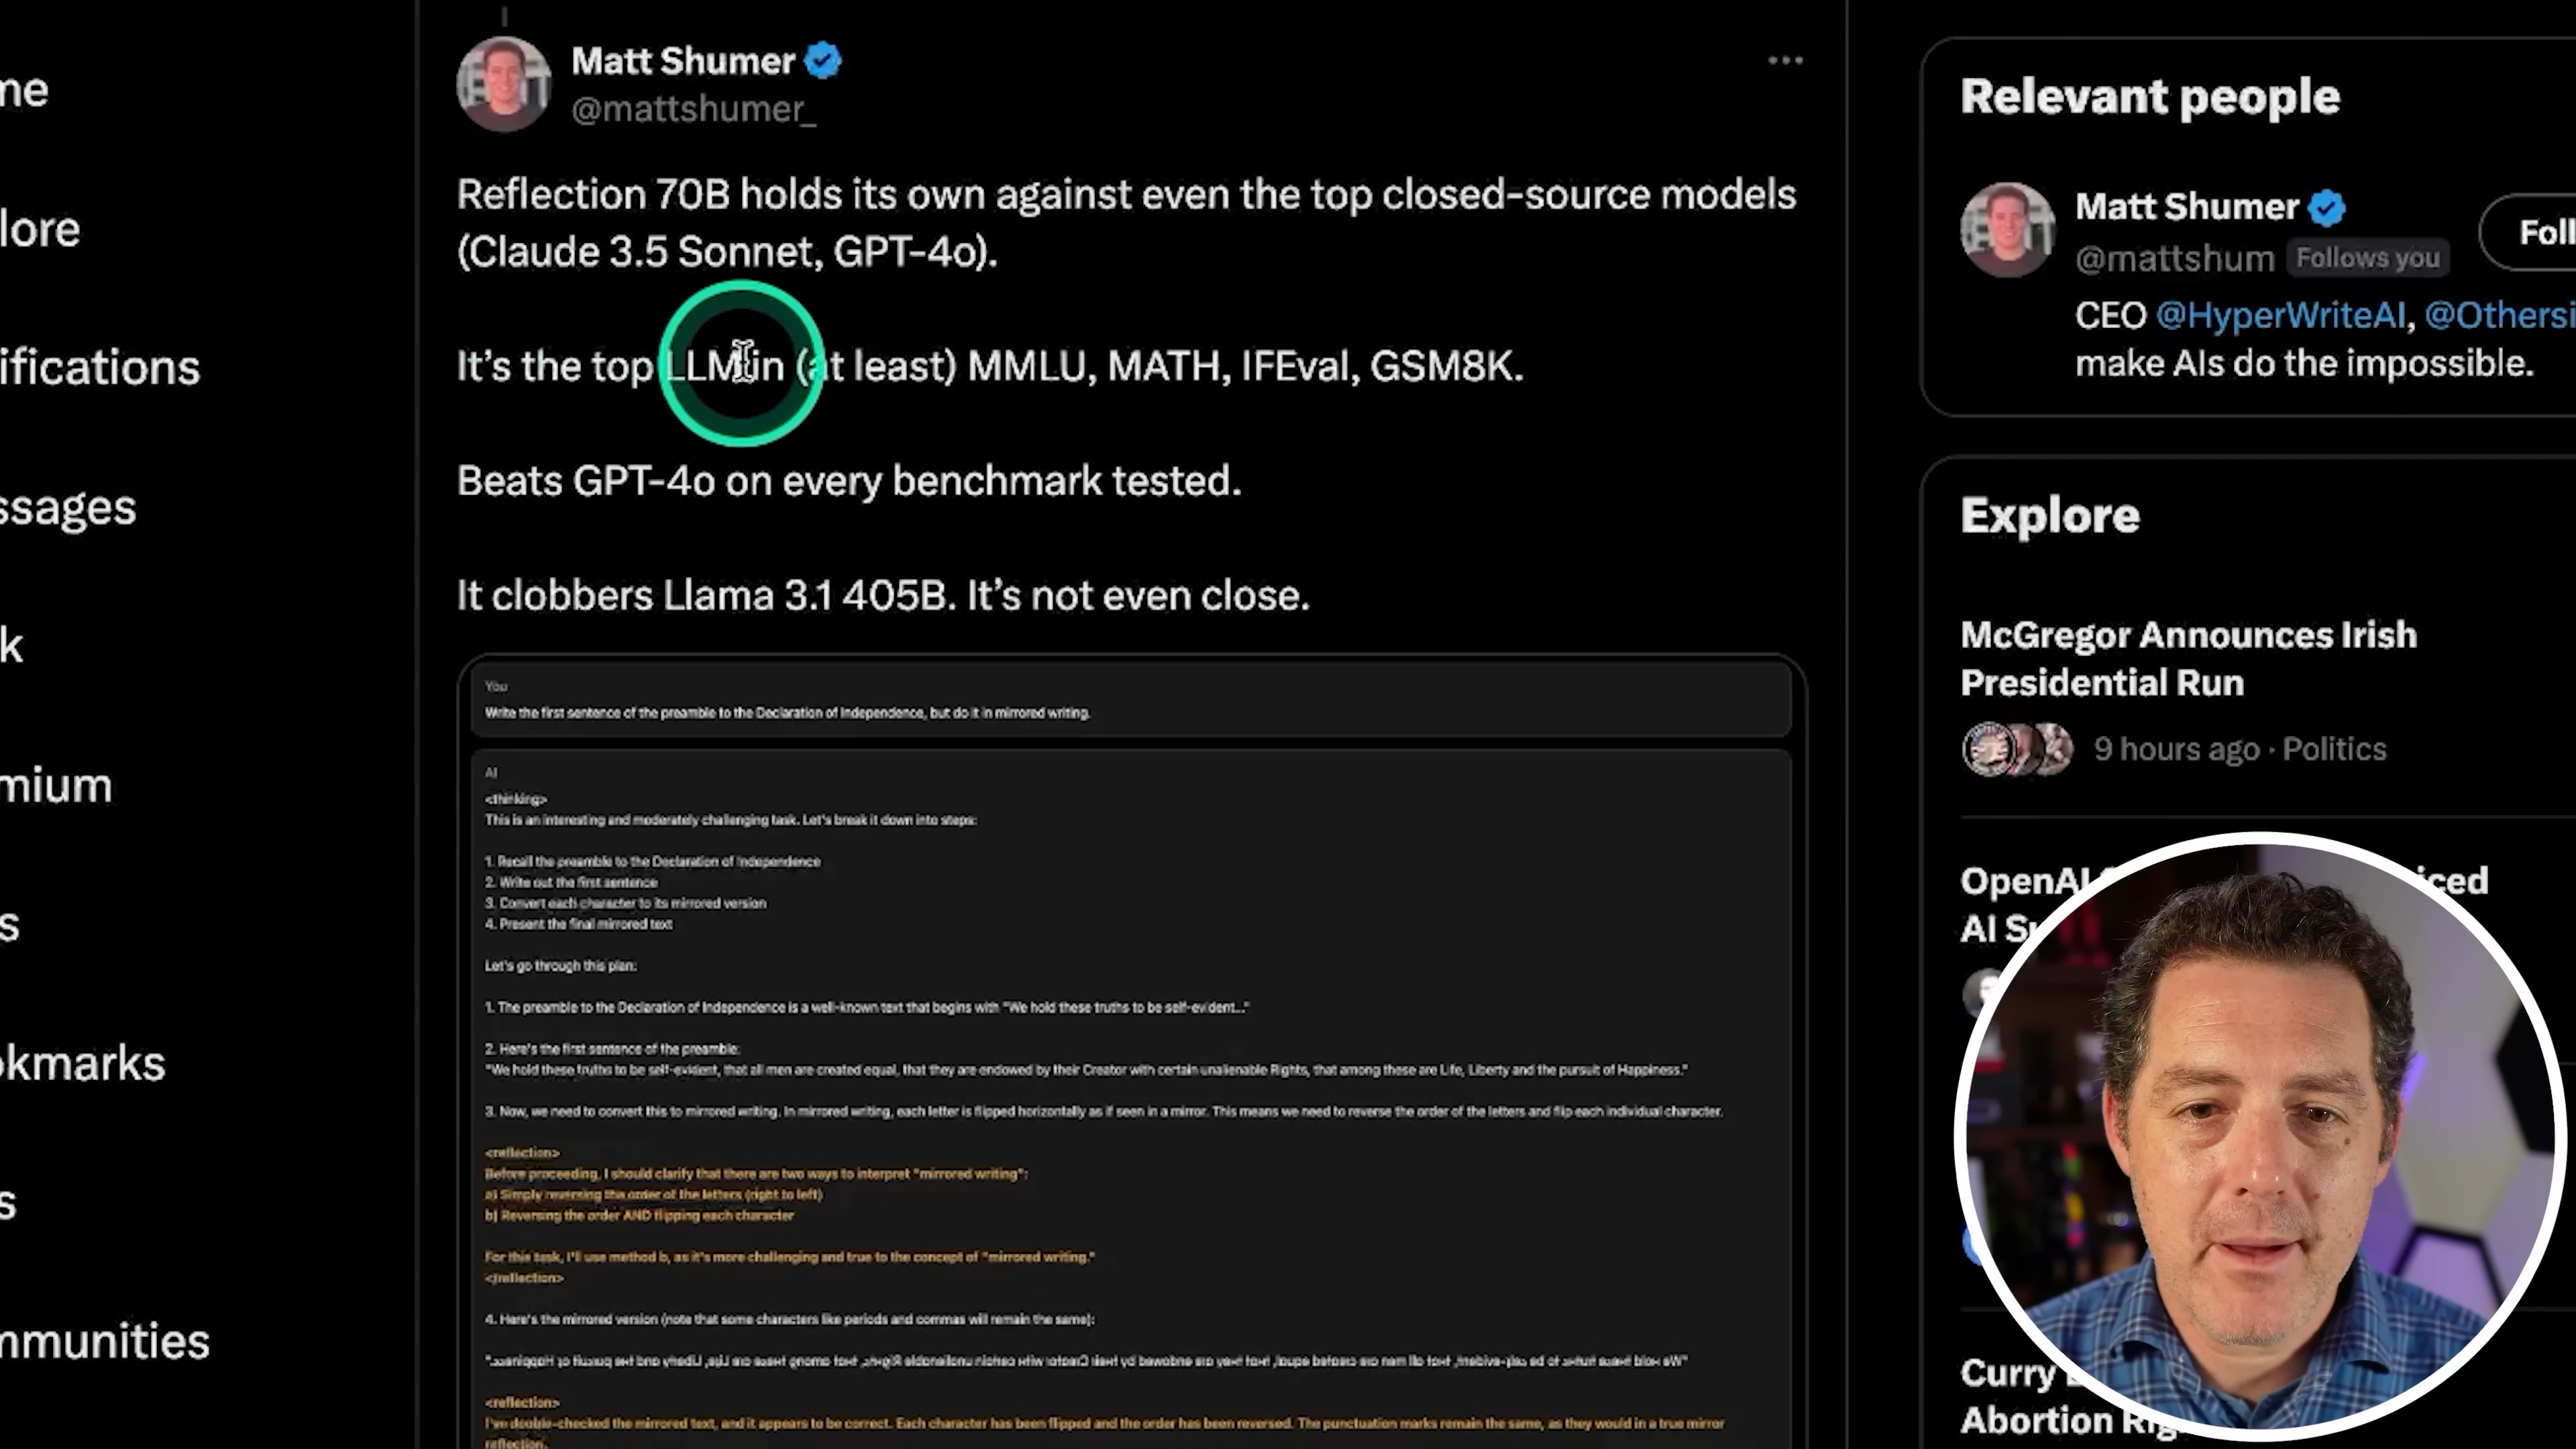 me
lore
ifications
ssages
k
mium
s
okmarks
s
mmunities
Matt Shumer
@mattshumer_
Reflection 70B holds its own against even the top closed-source models
(Claude 3.5 Sonnet, GPT-4o).
It's the top LLM in (at least) MMLU, MATH, IFEval, GSM8K.
Beats GPT-4o on every benchmark tested.
It clobbers Llama 3.1 405B. It's not even close.
You
Write the first sentence of the preamble to the Declaration of Independence, but do it in mirrored writing.
AI
<thinking>
This is an interesting and moderately challenging task. Let's break it down into steps:
1. Recall the preamble to the Declaration of Independence
2. Write out the first sentence
3. Convert each character to its mirrored version
4. Present the final mirrored text
Let's go through this plan:
1. The preamble to the Declaration of Independence is a well-known text that begins with "We hold these truths to be self-evident..."
2. Here's the first sentence of the preamble:
"We hold these truths to be self-evident, that all men are created equal, that they are endowed by their Creator with certain unalienable Rights, that among these are Life, Liberty and the pursuit of Happiness."
3. Now, we need to convert this to mirrored writing. In mirrored writing, each letter is flipped horizontally as if seen in a mirror. This means we need to reverse the order of the letters and flip each individual character.
<reflection>
Before proceeding, I should clarify that there are two ways to interpret "mirrored writing":
a) Simply reversing the order of the letters (right to left)
b) Reversing the order AND flipping each character
For this task, I'll use method b, as it's more challenging and true to the concept of "mirrored writing."
</reflection>
4. Here's the mirrored version (note that some characters like periods and commas will remain the same):
<reflection>
I've double-checked the mirrored text, and it appears to be correct. Each character has been flipped and the order has been reversed. The punctuation marks remain the same, as they would in a true mirror
reflection.
Relevant people
Matt Shumer
@mattshum Follows you
Foll
CEO @HyperWriteAI, @Othersi
make AIs do the impossible.
Explore
McGregor Announces Irish
Presidential Run
9 hours ago · Politics
OpenAI iced
AI S
Curry
Abortion Rig